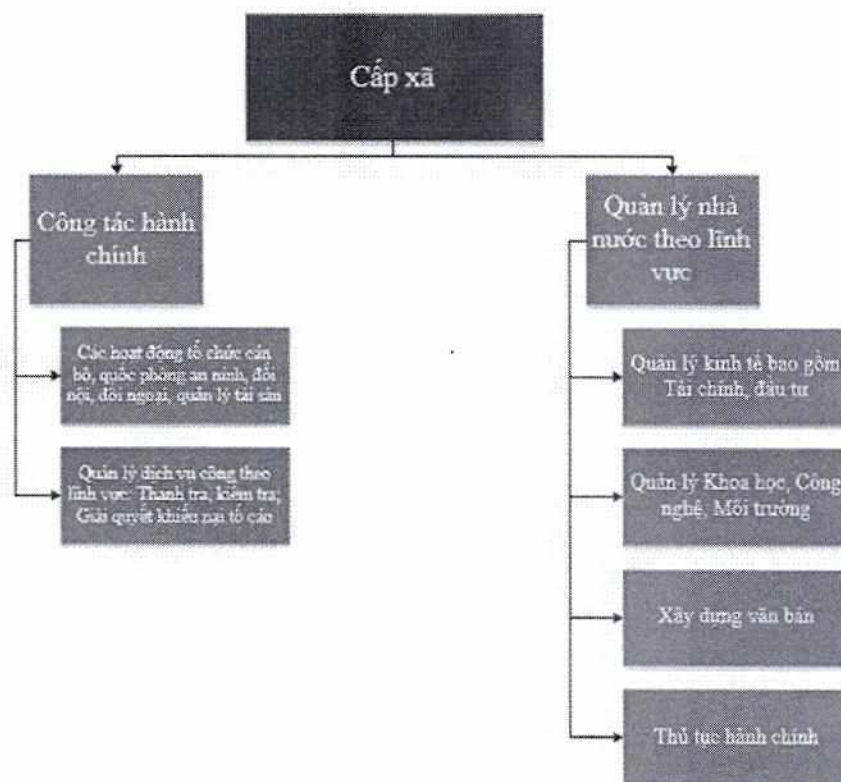 Cấp xã
Công tác hành
chính
Các hoạt động tổ chức cán
bộ, quốc phòng an ninh, đối
nội, đối ngoại, quản lý tài sản
Quản lý dịch vụ công theo
lĩnh vực: Thanh tra, kiểm tra;
Giải quyết khiếu nại tố cáo
Quản lý nhà
nước theo lĩnh
vực
Quản lý kinh tế bao gồm
Tài chính, đầu tư
Quản lý Khoa học, Công
nghệ, Môi trường
Xây dựng văn bản
Thủ tục hành chính